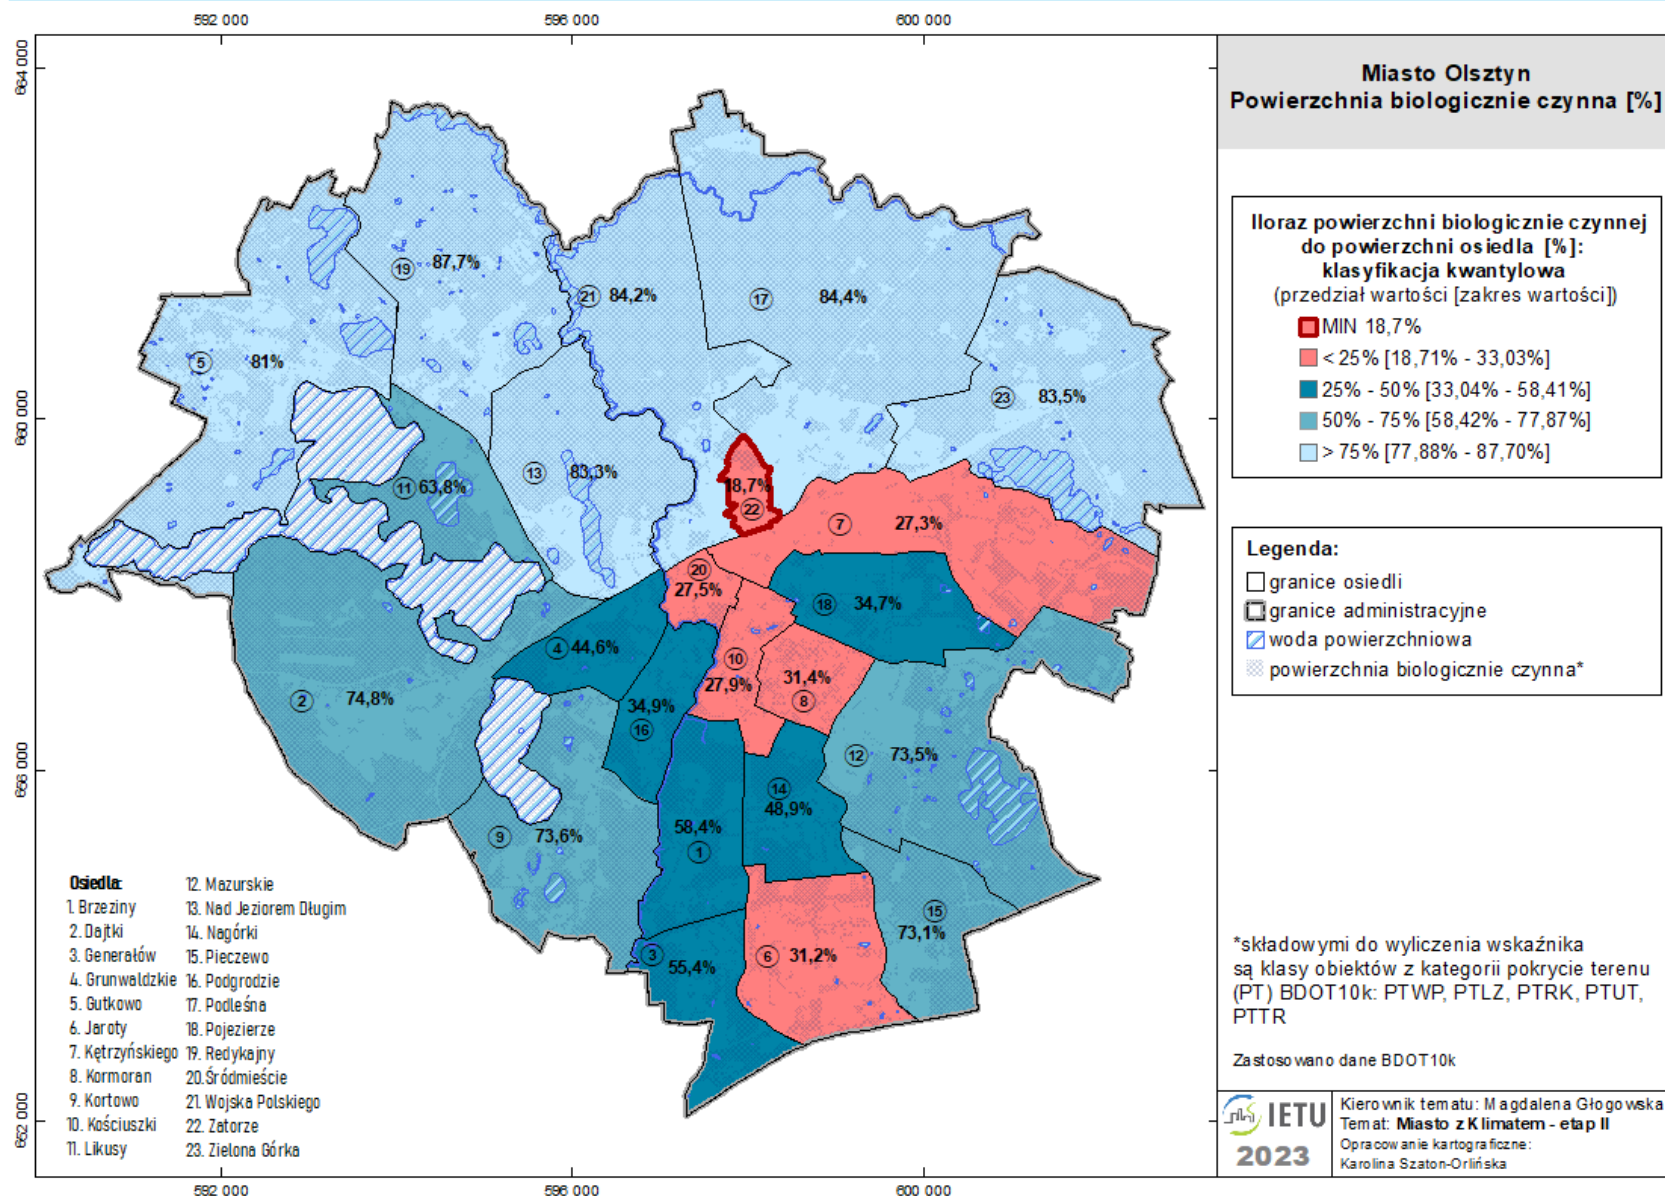 592 000
596 000
600 000
664 000
660 000
656 000
652 000
Miasto Olsztyn
Powierzchnia biologicznie czynna [%]
Iloraz powierzchni biologicznie czynnej
do powierzchni osiedla [%]:
klasyfikacja kwantylowa
(przedział wartości [zakres wartości])
MIN 18,7%
< 25% [18,71% - 33,03%]
25% - 50% [33,04% - 58,41%]
50% - 75% [58,42% - 77,87%]
> 75% [77,88% - 87,70%]
Legenda:
granice osiedli
granice administracyjne
woda powierzchniowa
powierzchnia biologicznie czynna*
19 87,7%
21 84,2%
17 84,4%
5 81%
23 83,5%
13 83,3%
11 63,8%
18,7%
22
7 27,3%
20
27,5%
18 34,7%
4 44,6%
10
27,9%
31,4%
8
2 74,8%
34,9%
16
12 73,5%
14
48,9%
9 73,6%
58,4%
1
15
73,1%
3 55,4%
6 31,2%
Osiedla:
1. Brzeziny
2. Dajtki
3. Generałów
4. Grunwaldzkie
5. Gutkowo
6. Jaroty
7. Kętrzyńskiego
8. Kormoran
9. Kortowo
10. Kościuszki
11. Likusy
12. Mazurskie
13. Nad Jeziorem Długim
14. Nagórki
15. Pieczewo
16. Podgrodzie
17. Podleśna
18. Pojezierze
19. Redykajny
20. Śródmieście
21. Wojska Polskiego
22. Zatorze
23. Zielona Górka
*składowymi do wyliczenia wskaźnika
są klasy obiektów z kategorii pokrycie terenu
(PT) BDOT10k: PTWP, PTLZ, PTRK, PTUT,
PTTR
Zastosowano dane BDOT10k
IETU
2023
Kierownik tematu: Magdalena Głogowska
Temat: Miasto z Klimatem - etap II
Opracowanie kartograficzne:
Karolina Szaton-Orlińska
592 000
596 000
600 000